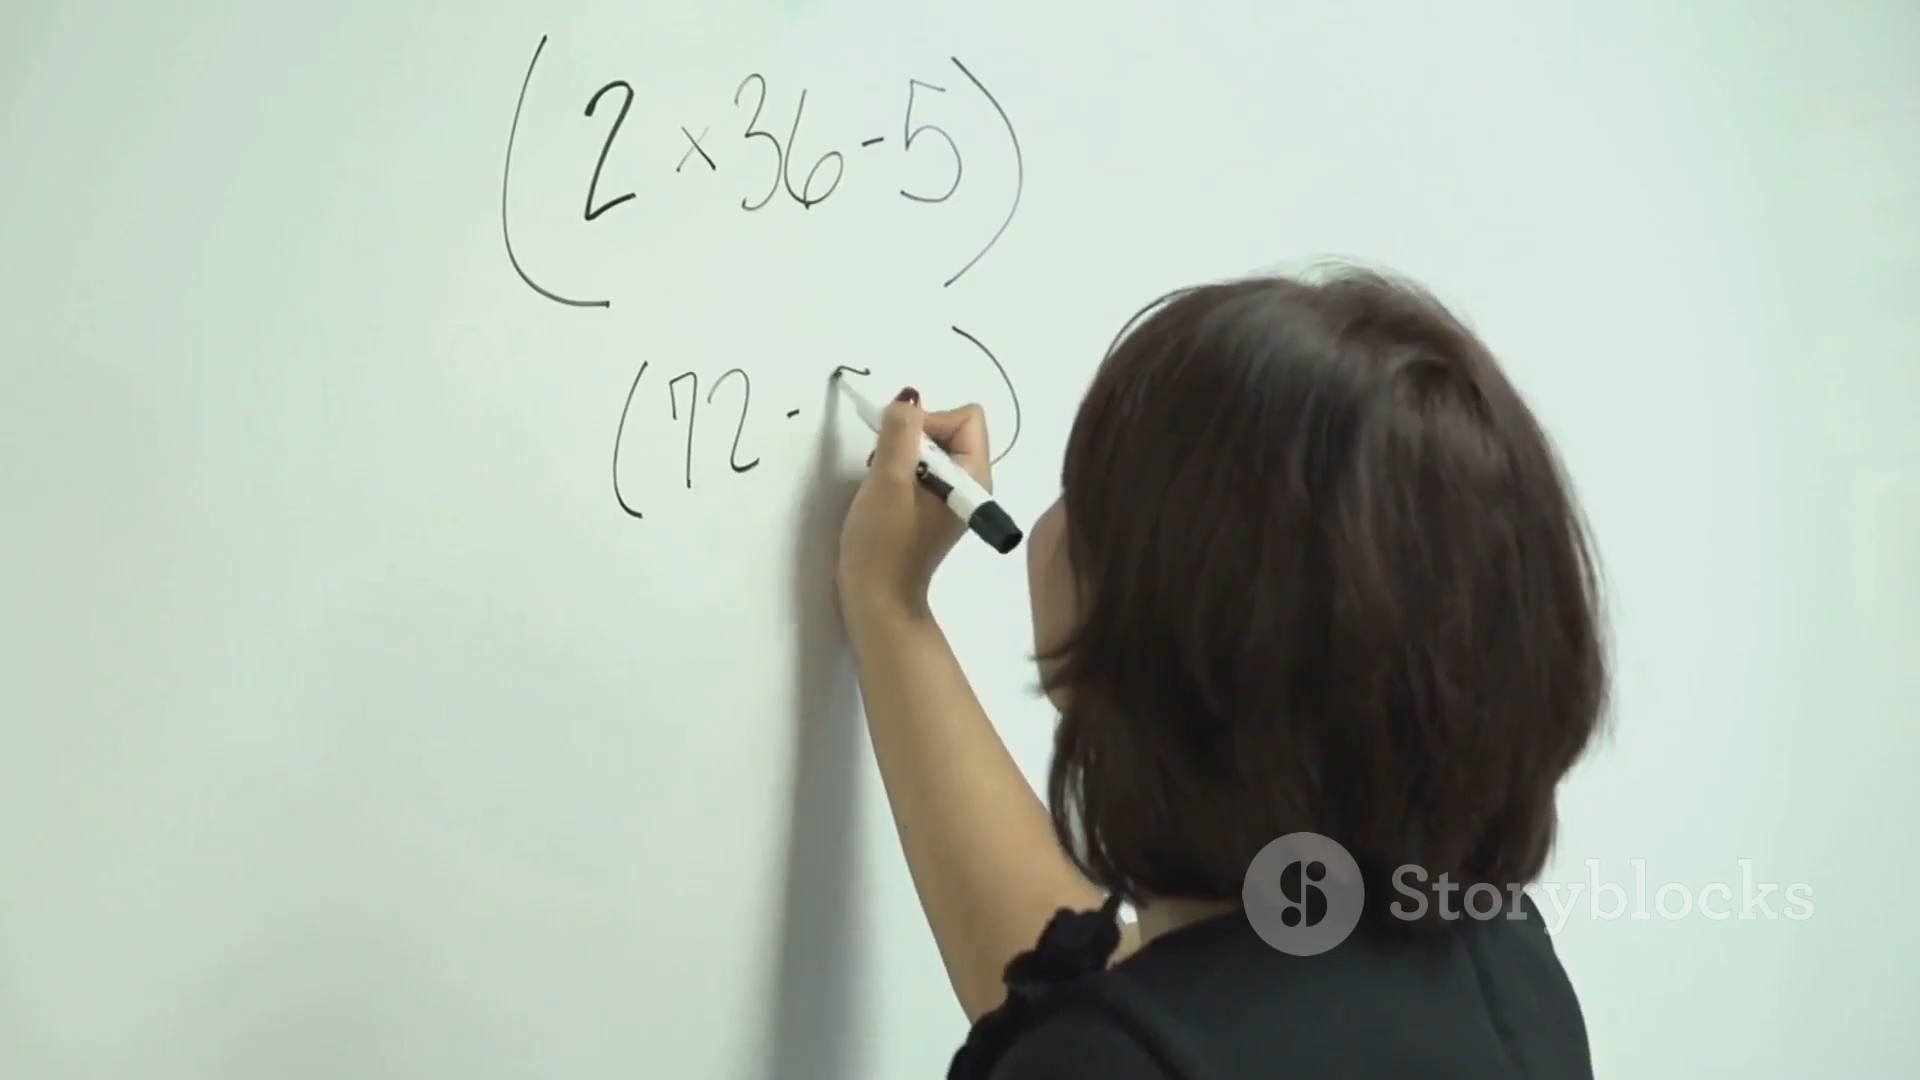 (2 x 36 - 5)
(72 - )
Storyblocks